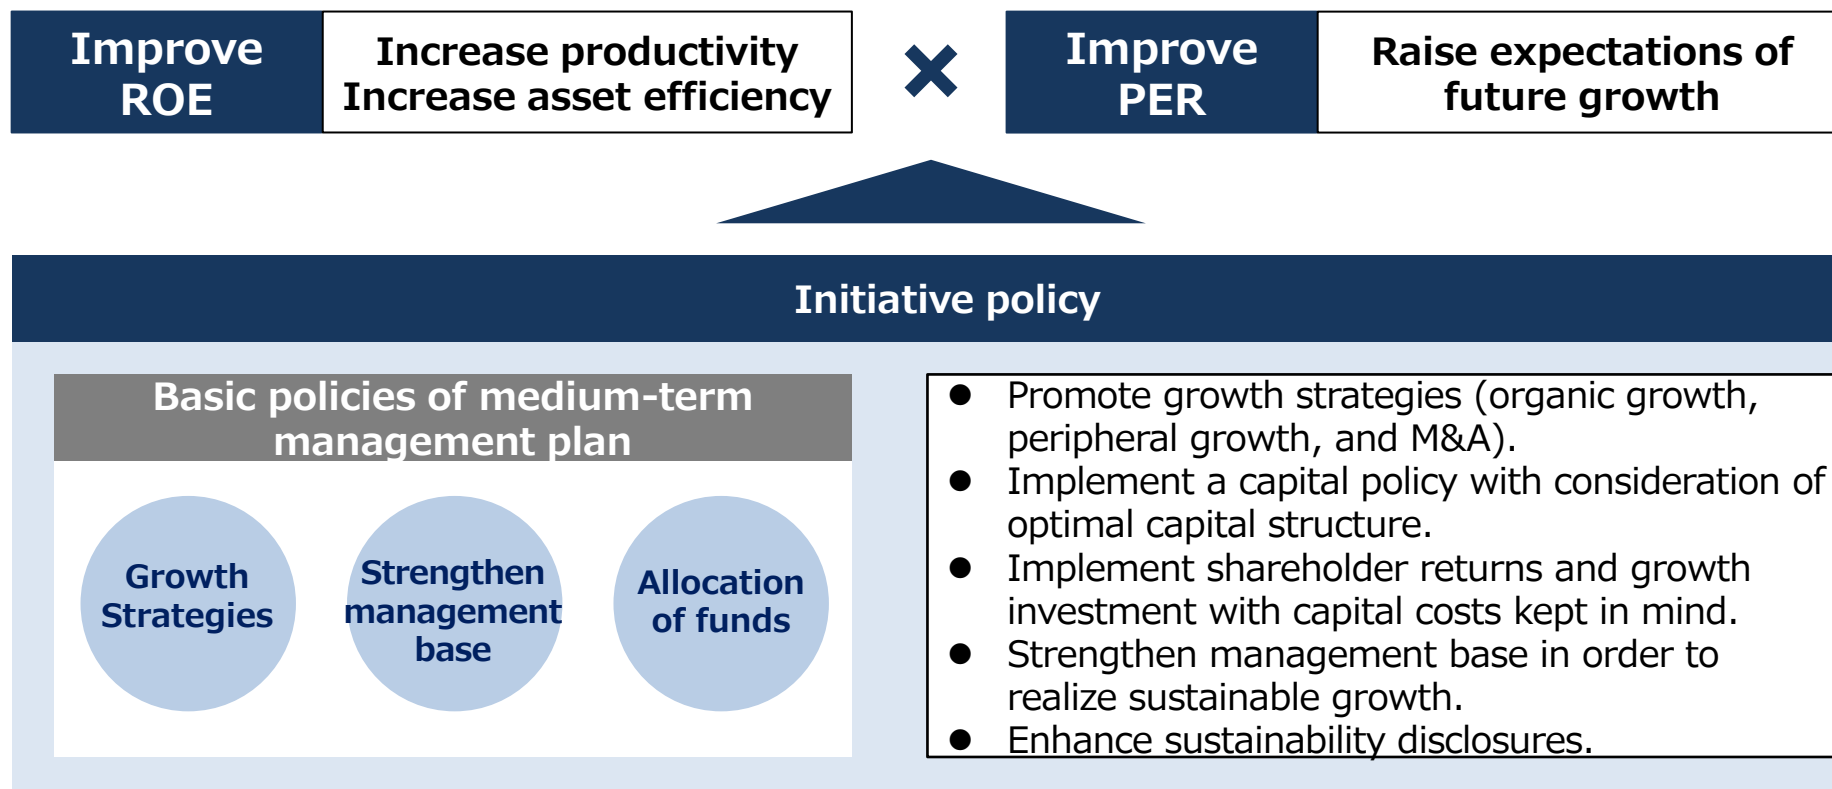 Improve
ROE
Increase productivity
Increase asset efficiency
×
Improve
PER
Raise expectations of
future growth
Initiative policy
Basic policies of medium-term
management plan
Growth
Strategies
Strengthen
management
base
Allocation
of funds
● Promote growth strategies (organic growth,
peripheral growth, and M&A).
● Implement a capital policy with consideration of
optimal capital structure.
● Implement shareholder returns and growth
investment with capital costs kept in mind.
● Strengthen management base in order to
realize sustainable growth.
● Enhance sustainability disclosures.